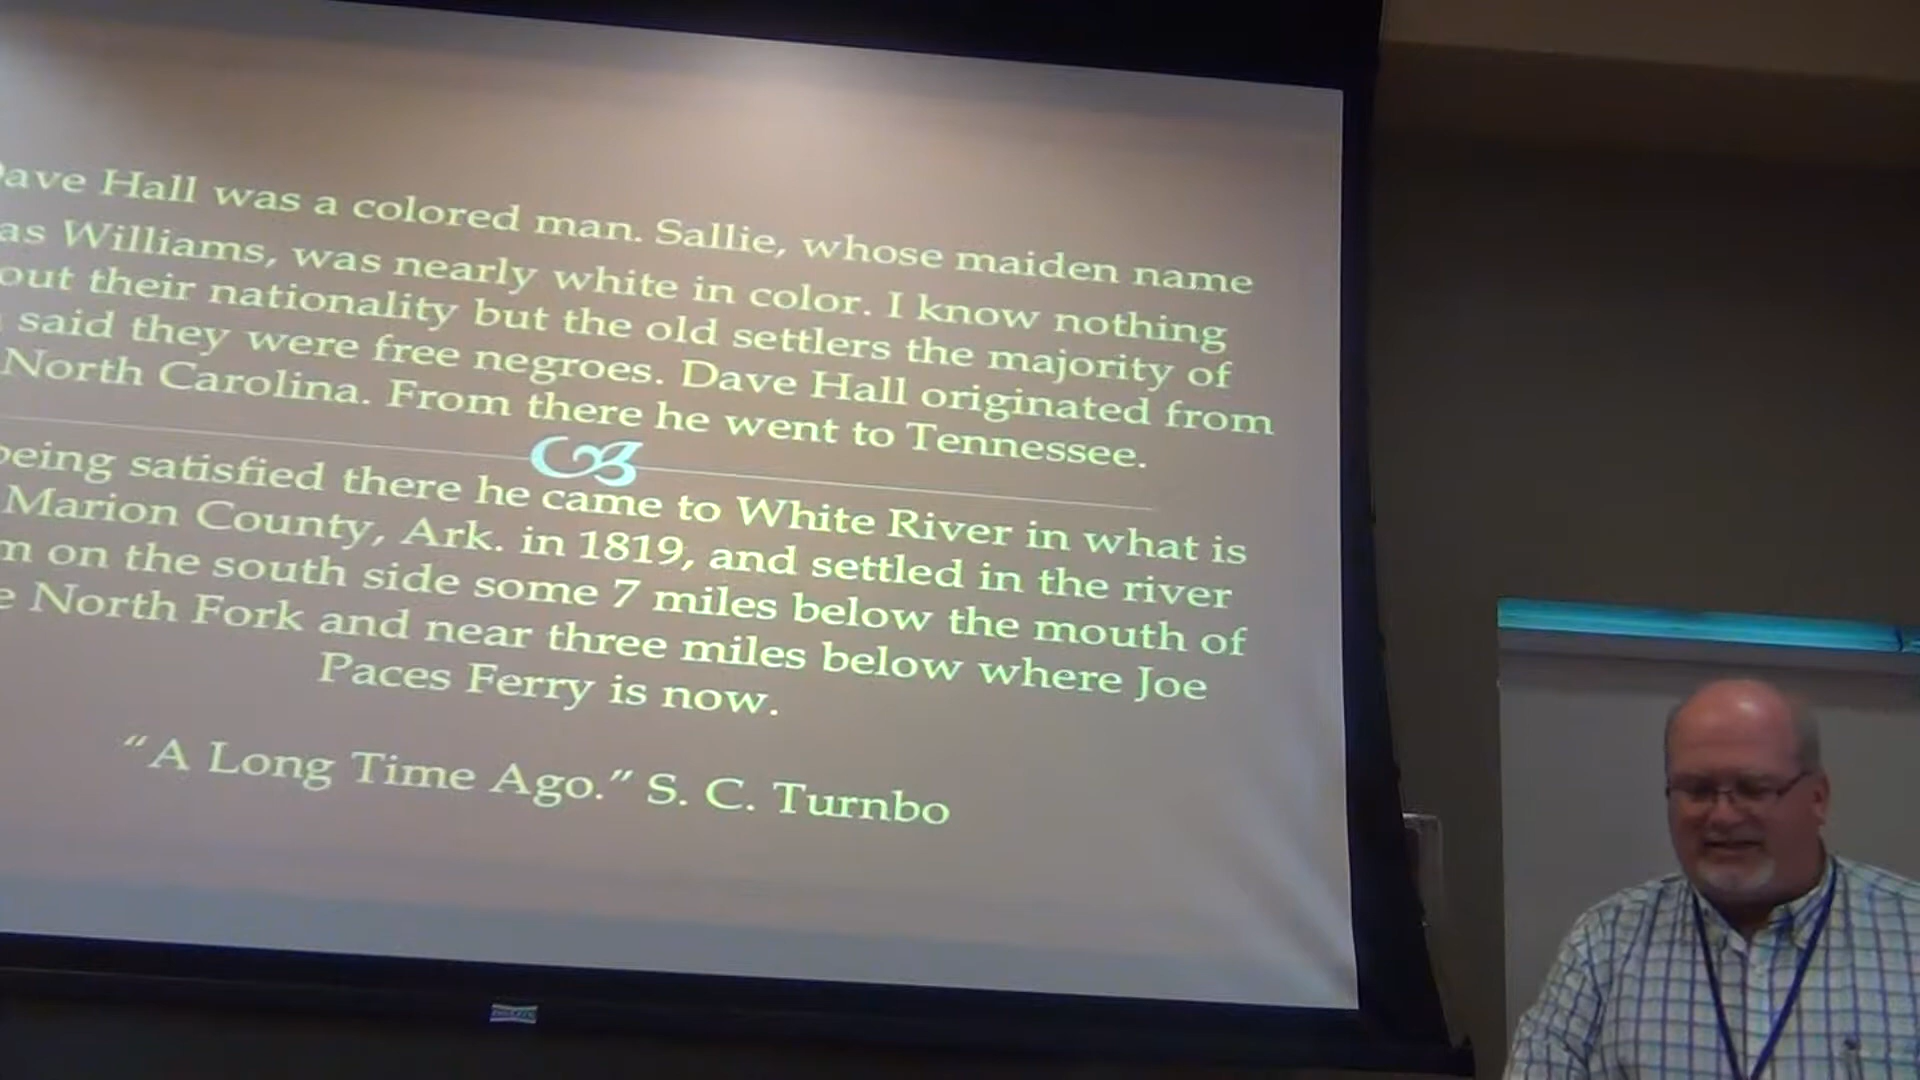 ave Hall was a colored man. Sallie, whose maiden name
as Williams, was nearly white in color. I know nothing
out their nationality but the old settlers the majority of
said they were free negroes. Dave Hall originated from
North Carolina. From there he went to Tennessee.
being satisfied there he came to White River in what is
Marion County, Ark. in 1819, and settled in the river
m on the south side some 7 miles below the mouth of
e North Fork and near three miles below where Joe
Paces Ferry is now.
"A Long Time Ago." S. C. Turnbo